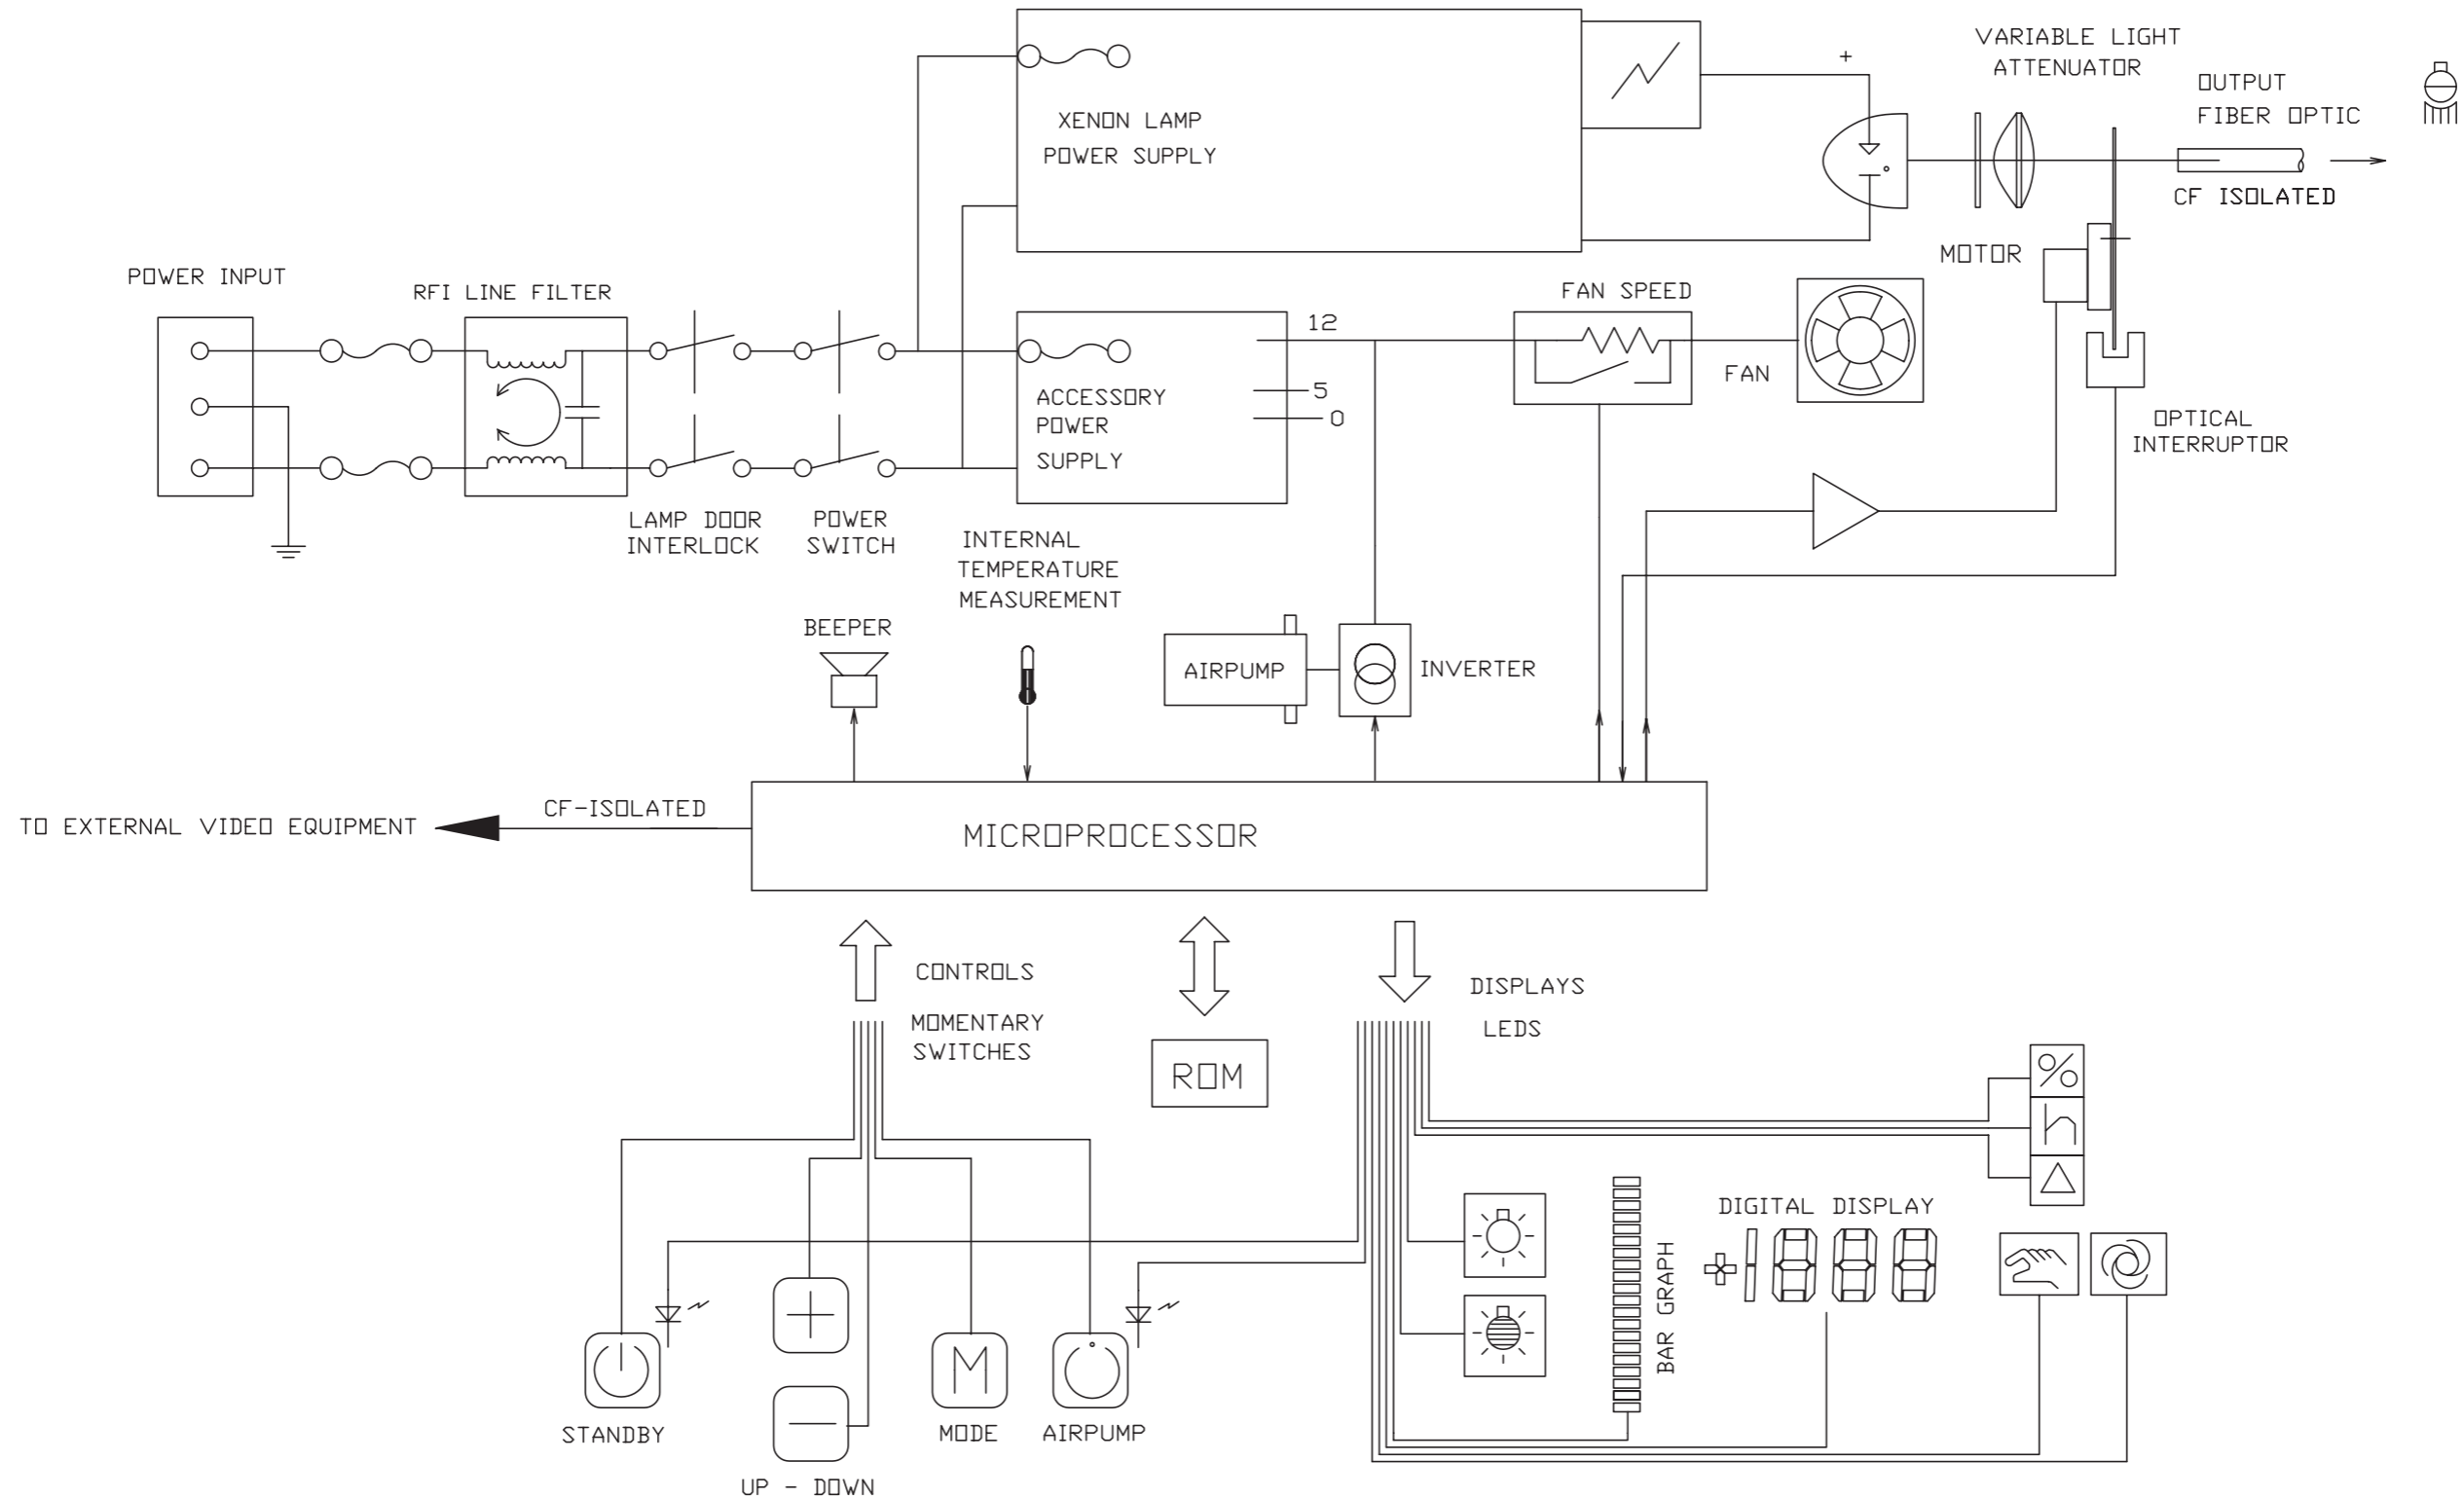 VARIABLE LIGHT
ATTENUATOR
OUTPUT
FIBER OPTIC
+
XENON LAMP
POWER SUPPLY
CF ISOLATED
MOTOR
POWER INPUT
RFI LINE FILTER
FAN SPEED
12
FAN
5
0
ACCESSORY
POWER
SUPPLY
OPTICAL
INTERRUPTOR
LAMP DOOR
INTERLOCK
POWER
SWITCH
INTERNAL
TEMPERATURE
MEASUREMENT
BEEPER
AIRPUMP
INVERTER
CF-ISOLATED
TO EXTERNAL VIDEO EQUIPMENT
MICROPROCESSOR
CONTROLS
MOMENTARY
SWITCHES
ROM
DISPLAYS
LEDS
%
h
DIGITAL DISPLAY
+1888
BAR GRAPH
+
−
M
STANDBY
MODE
AIRPUMP
UP - DOWN